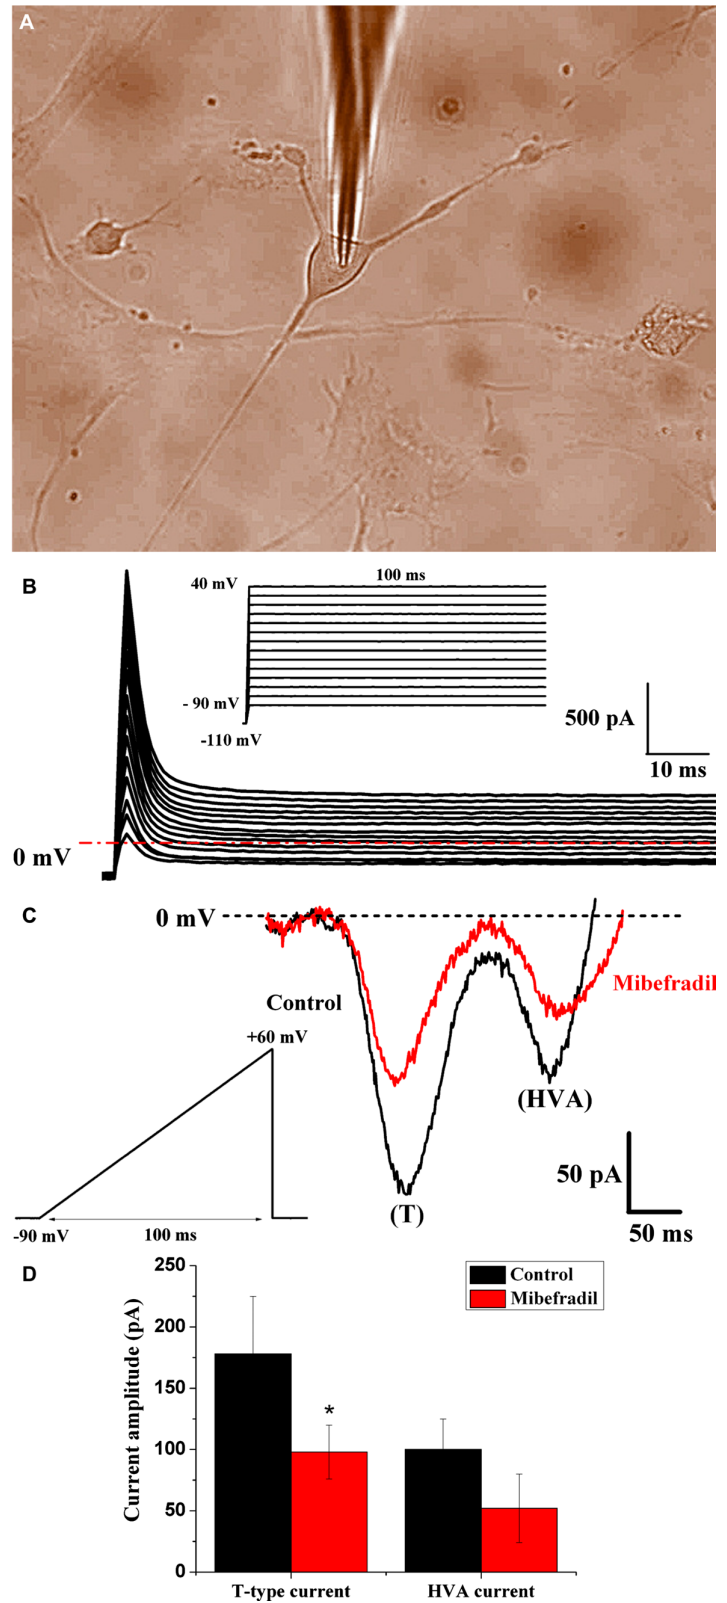 A
B
40 mV
100 ms
- 90 mV
-110 mV
500 pA
10 ms
0 mV
C
0 mV
Control
Mibefradil
+60 mV
(HVA)
(T)
50 pA
50 ms
-90 mV
100 ms
D
Current amplitude (pA)
250
200
150
100
50
0
Control
Mibefradil
*
T-type current
HVA current